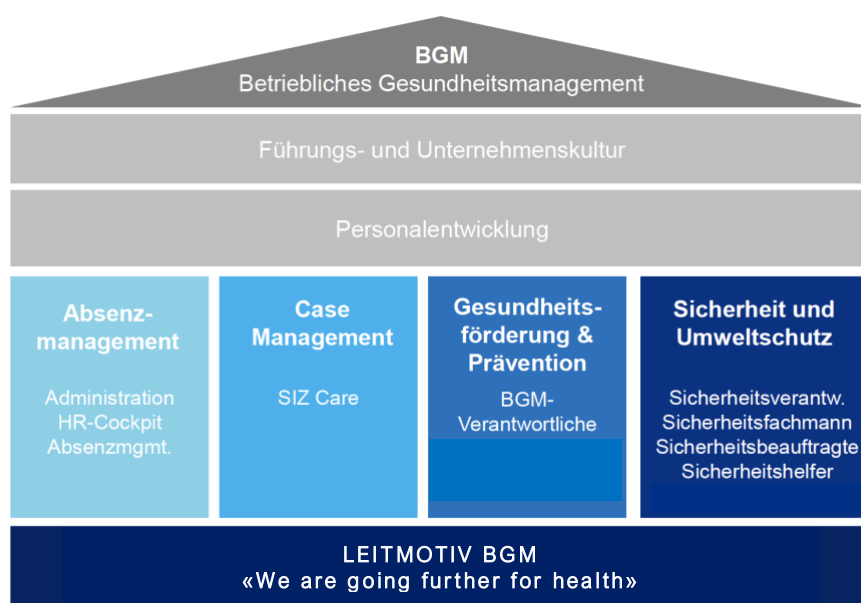 BGM
Betriebliches Gesundheitsmanagement
Führungs- und Unternehmenskultur
Personalentwicklung
Absenz-
management
Administration
HR-Cockpit
Absenzmgmt.
Case
Management
SIZ Care
Gesundheits-
förderung &
Prävention
BGM-
Verantwortliche
Sicherheit und
Umweltschutz
Sicherheitsverantw.
Sicherheitsfachmann
Sicherheitsbeauftragte
Sicherheitshelfer
LEITMOTIV BGM
«We are going further for health»